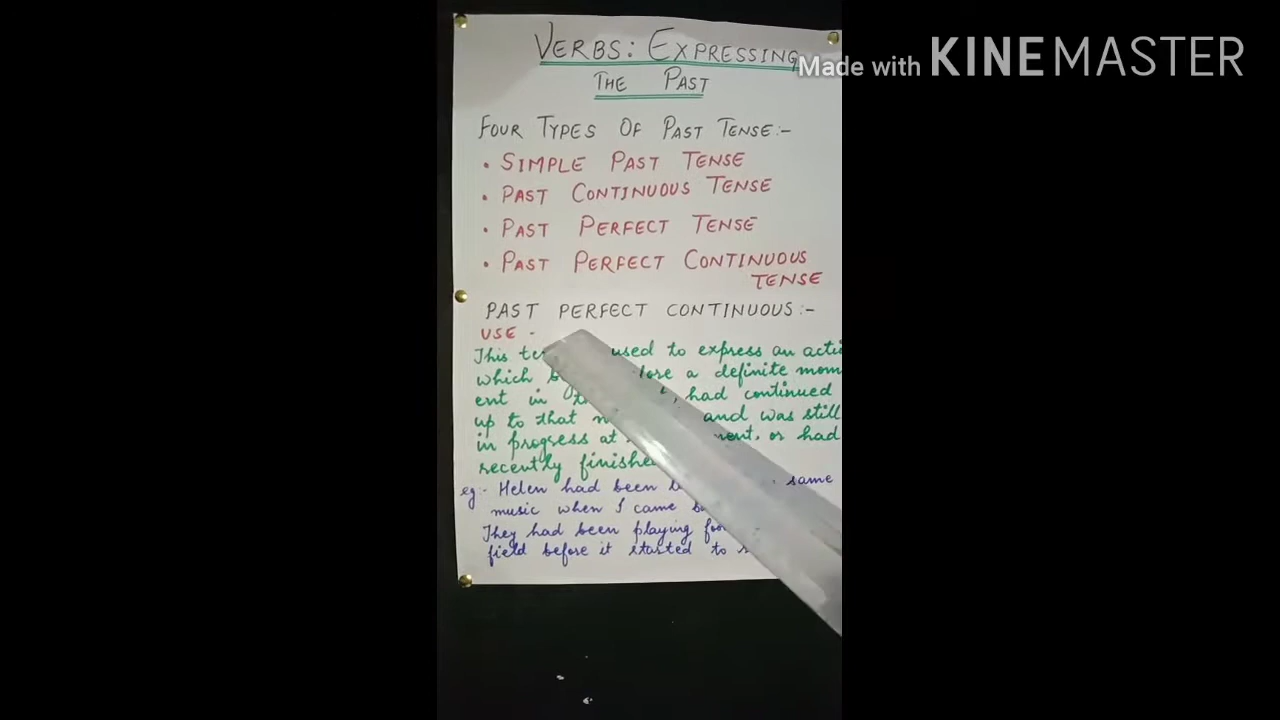 VERBS: EXPRESSING
THE PAST
Made with KINEMASTER
FOUR TYPES OF PAST TENSE:-
• SIMPLE PAST TENSE
• PAST CONTINUOUS TENSE
• PAST PERFECT TENSE
• PAST PERFECT CONTINUOUS
TENSE
PAST PERFECT CONTINUOUS:-
USE -
This used to express an
which a definite mom
ent in had continued
up to that and was still
in progress at or had
recently
eg:- Helen had been same
music when I came
They had been playing
field before it started to